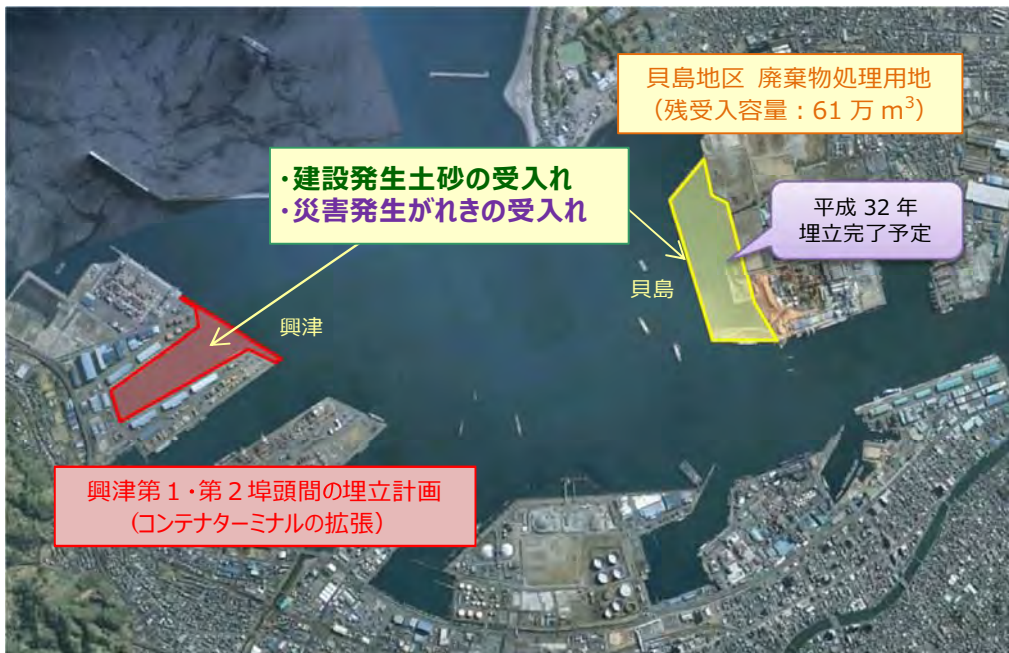 貝島地区 廃棄物処理用地
(残受入容量：61 万 m³)
・建設発生土砂の受入れ
・災害発生がれきの受入れ
平成 32 年
埋立完了予定
貝島
興津
興津第１・第２埠頭間の埋立計画
(コンテナターミナルの拡張)